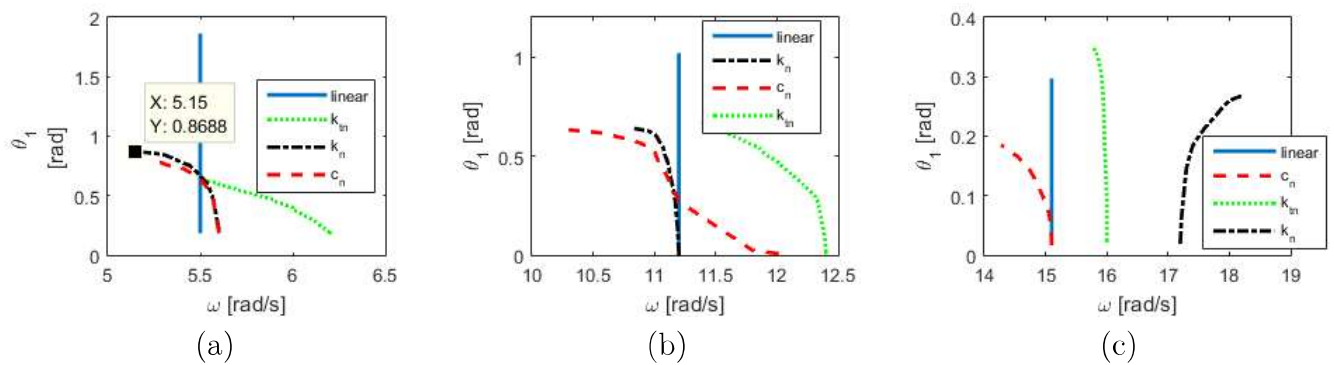 2
1.5
1
0.5
0
5
5.5
6
6.5
θ1
[rad]
ω [rad/s]
X: 5.15
Y: 0.8688
linear
ktn
kn
cn
(a)
1
0.5
0
10
10.5
11
11.5
12
12.5
θ1 [rad]
ω [rad/s]
linear
kn
cn
ktn
(b)
0.4
0.3
0.2
0.1
0
14
15
16
17
18
19
θ1 [rad]
ω [rad/s]
linear
cn
ktn
kn
(c)